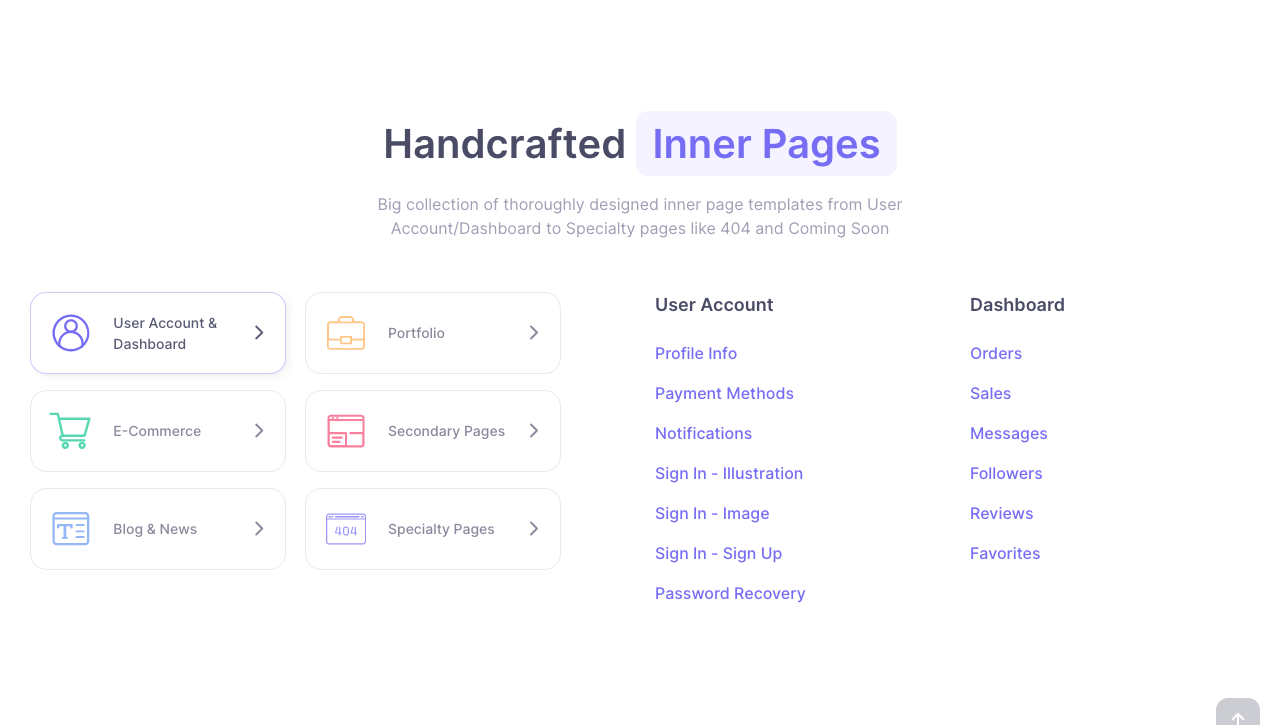 Handcrafted Inner Pages
Big collection of thoroughly designed inner page templates from User
Account/Dashboard to Specialty pages like 404 and Coming Soon
User Account &
Dashboard
Portfolio
E-Commerce
Secondary Pages
Blog & News
404
Specialty Pages
User Account
Profile Info
Payment Methods
Notifications
Sign In - Illustration
Sign In - Image
Sign In - Sign Up
Password Recovery
Dashboard
Orders
Sales
Messages
Followers
Reviews
Favorites